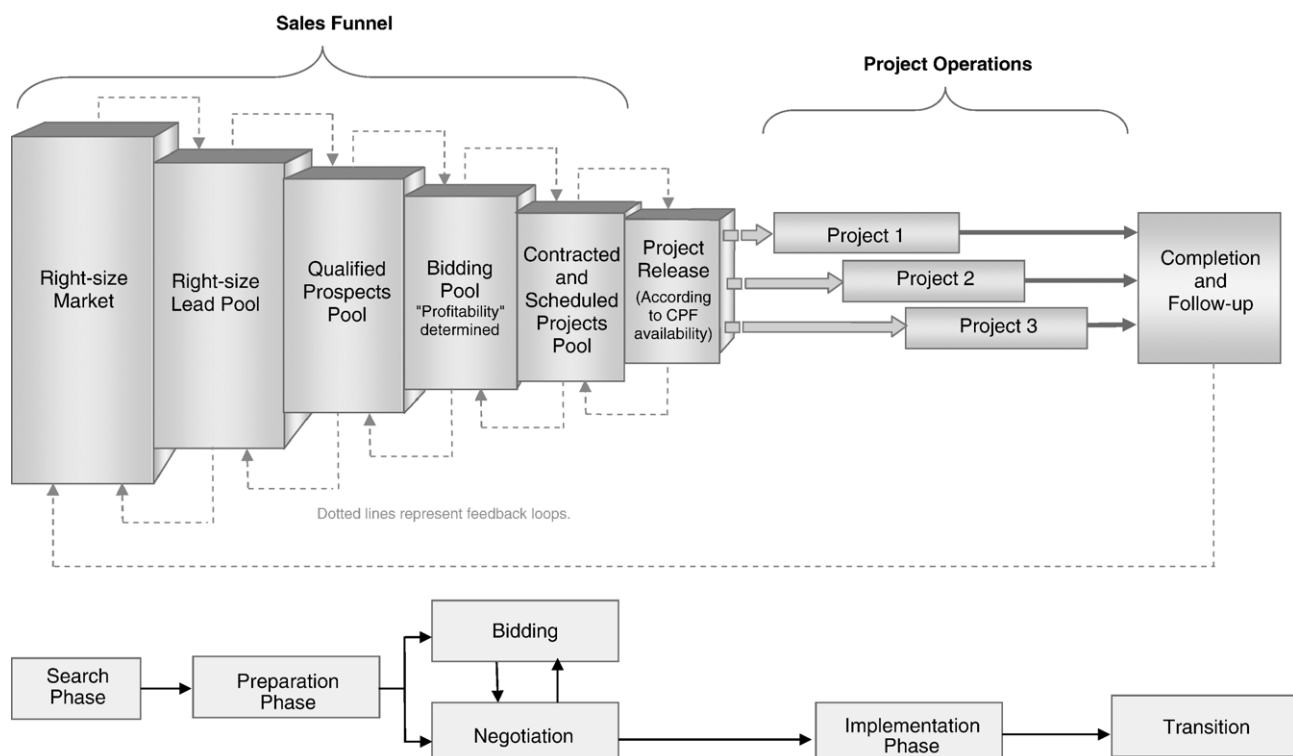 Sales Funnel
Project Operations
Right-size
Market
Right-size
Lead Pool
Qualified
Prospects
Pool
Bidding
Pool
"Profitability"
determined
Contracted
and
Scheduled
Projects
Pool
Project
Release
(According
to CPF
availability)
Project 1
Project 2
Project 3
Completion
and
Follow-up
Dotted lines represent feedback loops.
Search
Phase
Preparation
Phase
Bidding
Negotiation
Implementation
Phase
Transition